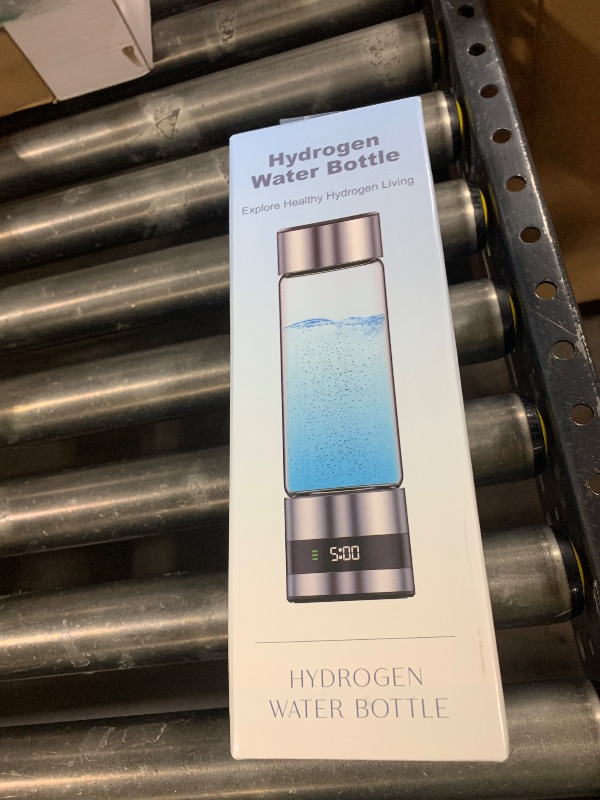 Hydrogen
Water Bottle
Explore Healthy Hydrogen Living
5:00
HYDROGEN
WATER BOTTLE